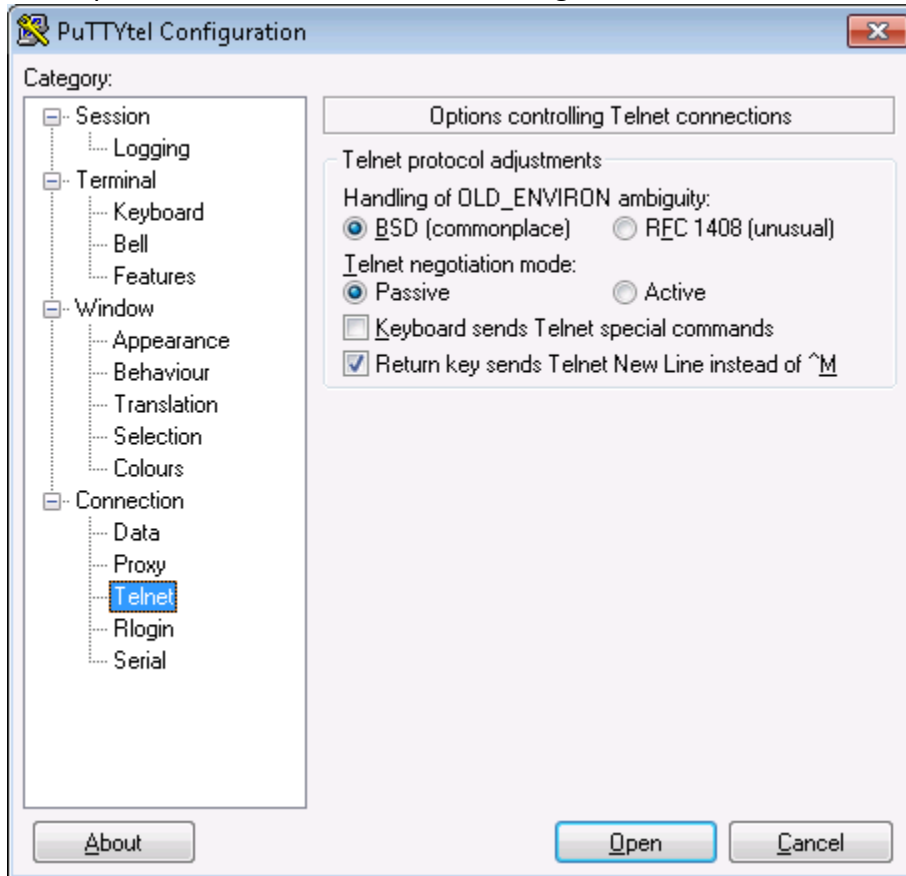 PuTTYtel Configuration
Category:
Session
Logging
Terminal
Keyboard
Bell
Features
Window
Appearance
Behaviour
Translation
Selection
Colours
Connection
Data
Proxy
Telnet
Rlogin
Serial
Options controlling Telnet connections
Telnet protocol adjustments
Handling of OLD_ENVIRON ambiguity:
BSD (commonplace) RFC 1408 (unusual)
Telnet negotiation mode:
Passive Active
Keyboard sends Telnet special commands
Return key sends Telnet New Line instead of ^M
About Open Cancel